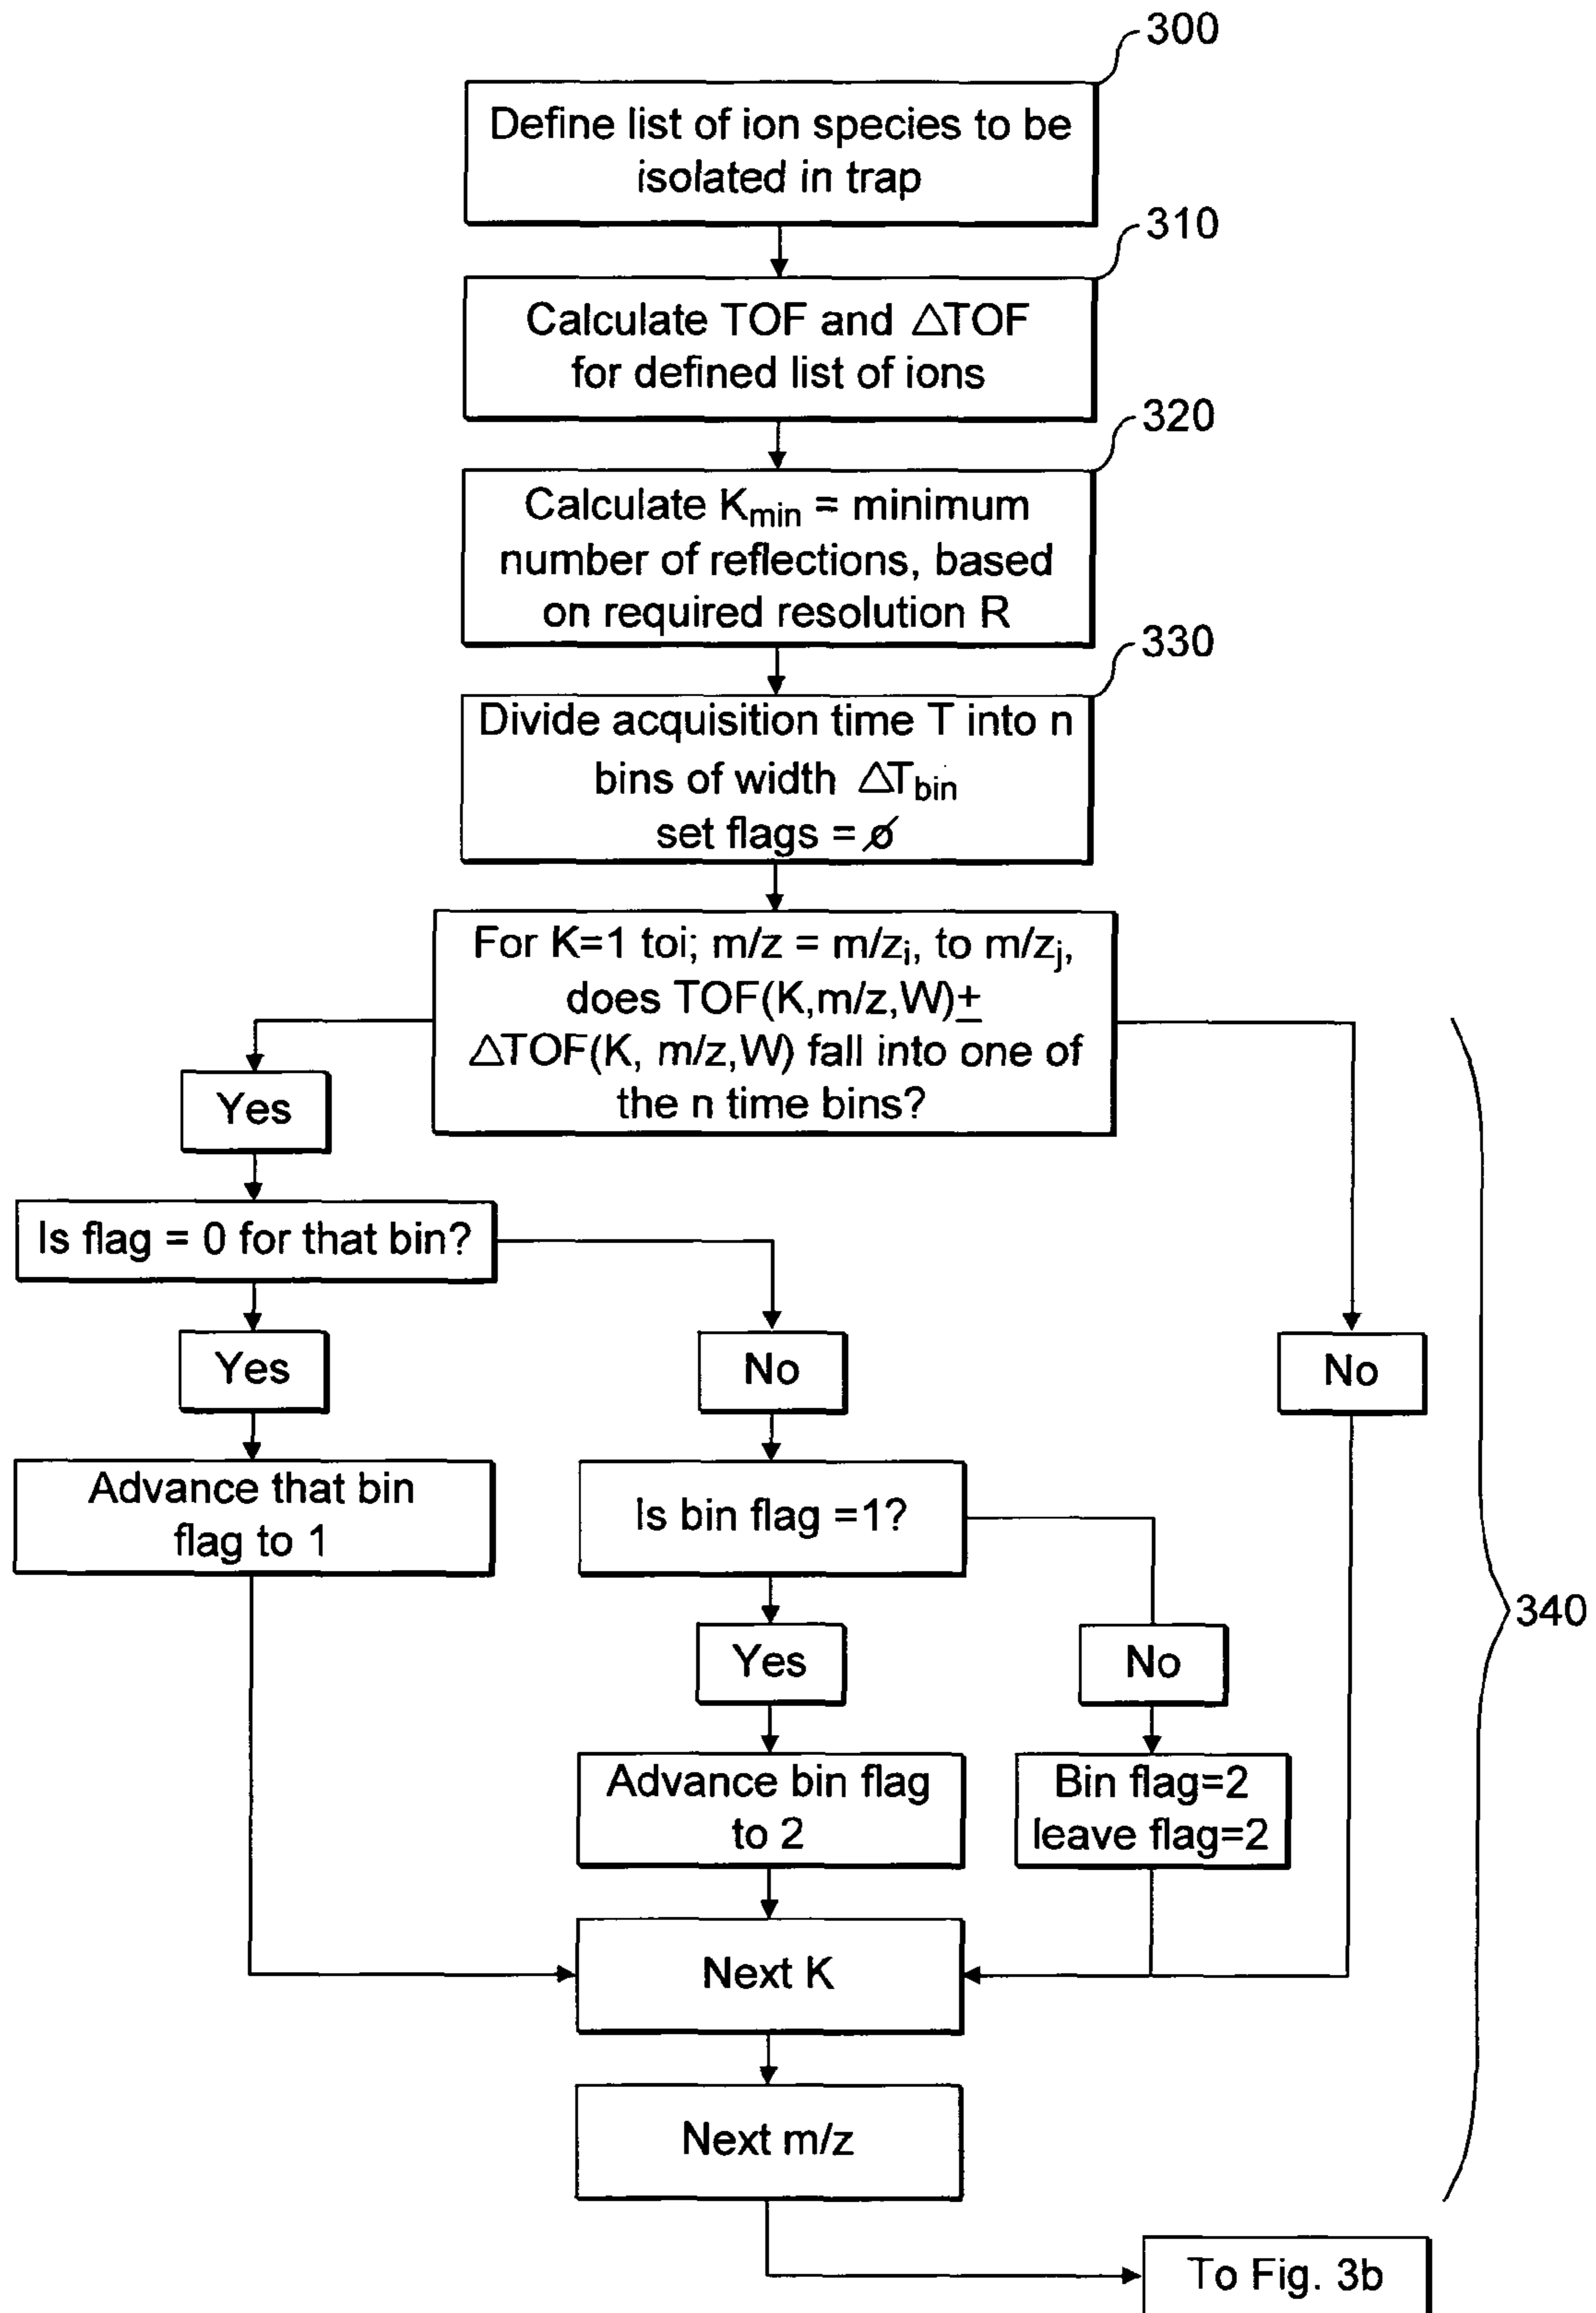 300
Define list of ion species to be
isolated in trap
310
Calculate TOF and △TOF
for defined list of ions
320
Calculate Kmin = minimum
number of reflections, based
on required resolution R
330
Divide acquisition time T into n
bins of width △Tbin
set flags = ø
For K=1 toi; m/z = m/zi, to m/zj,
does TOF(K,m/z,W)±
△TOF(K, m/z,W) fall into one of
the n time bins?
Yes
Is flag = 0 for that bin?
Yes
No
No
Advance that bin
flag to 1
Is bin flag =1?
340
Yes
No
Advance bin flag
to 2
Bin flag=2
leave flag=2
Next K
Next m/z
To Fig. 3b